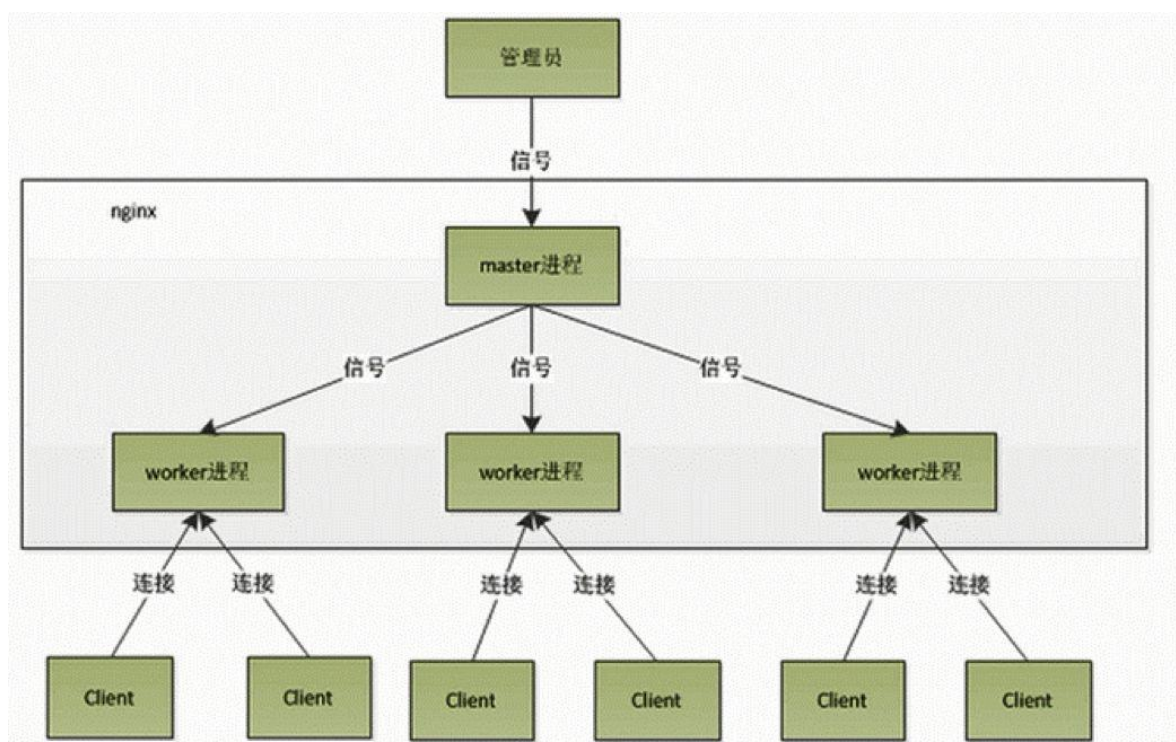 管理员
信号
nginx
master进程
信号
信号
信号
worker进程
worker进程
worker进程
连接
连接
连接
连接
连接
连接
Client
Client
Client
Client
Client
Client